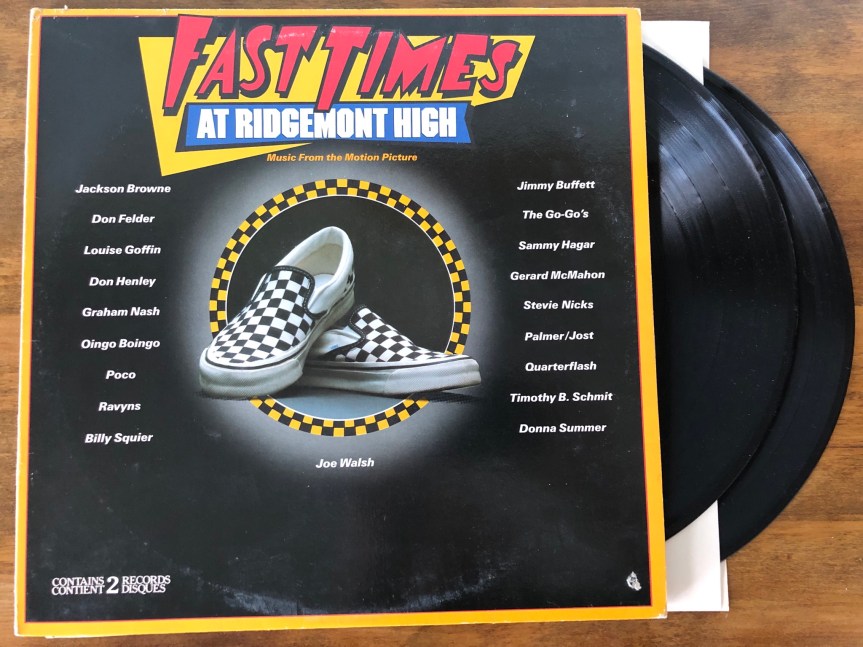 FAST TIMES
AT RIDGEMONT HIGH
Music From the Motion Picture
Jackson Browne
Don Felder
Louise Goffin
Don Henley
Graham Nash
Oingo Boingo
Poco
Ravyns
Billy Squier
Jimmy Buffett
The Go-Go's
Sammy Hagar
Gerard McMahon
Stevie Nicks
Palmer/Jost
Quarterflash
Timothy B. Schmit
Donna Summer
Joe Walsh
CONTAINS 2 RECORDS
CONTIENT DISQUES